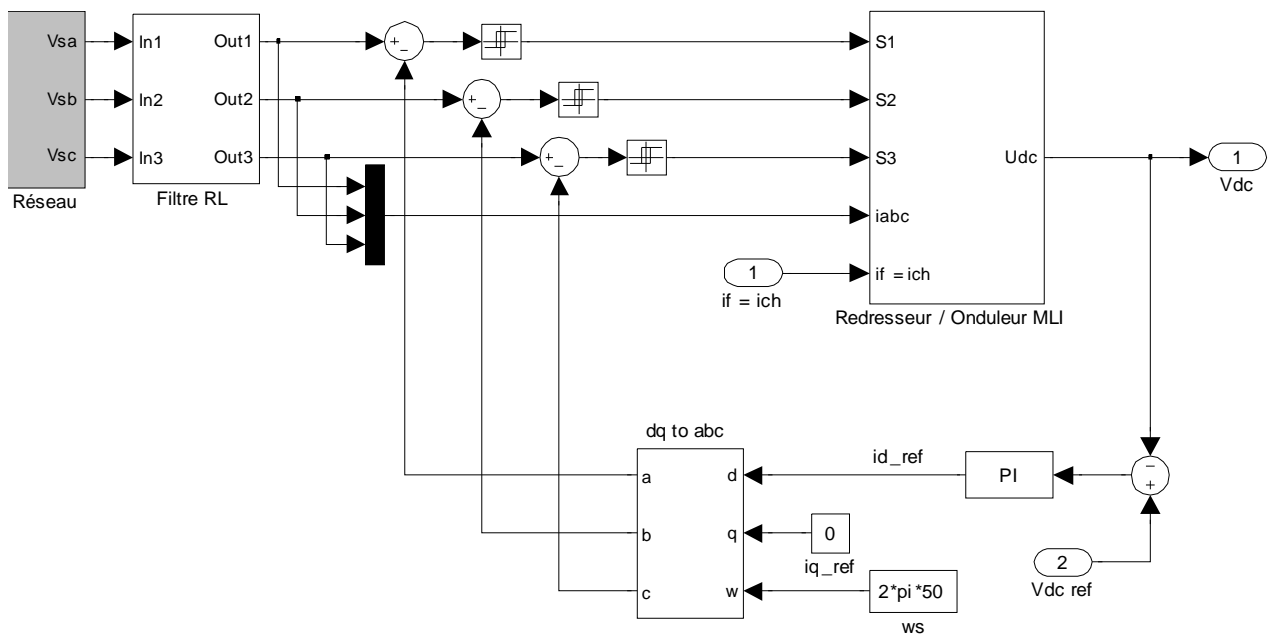 Vsa
Vsb
Vsc
Réseau
In1
In2
In3
Out1
Out2
Out3
Filtre RL
+
−
+
−
+
−
S1
S2
S3
iabc
if = ich
Udc
Redresseur / Onduleur MLI
1
if = ich
1
Vdc
dq to abc
a
b
c
d
q
w
id_ref
PI
−
+
0
iq_ref
2
Vdc ref
2*pi*50
ws